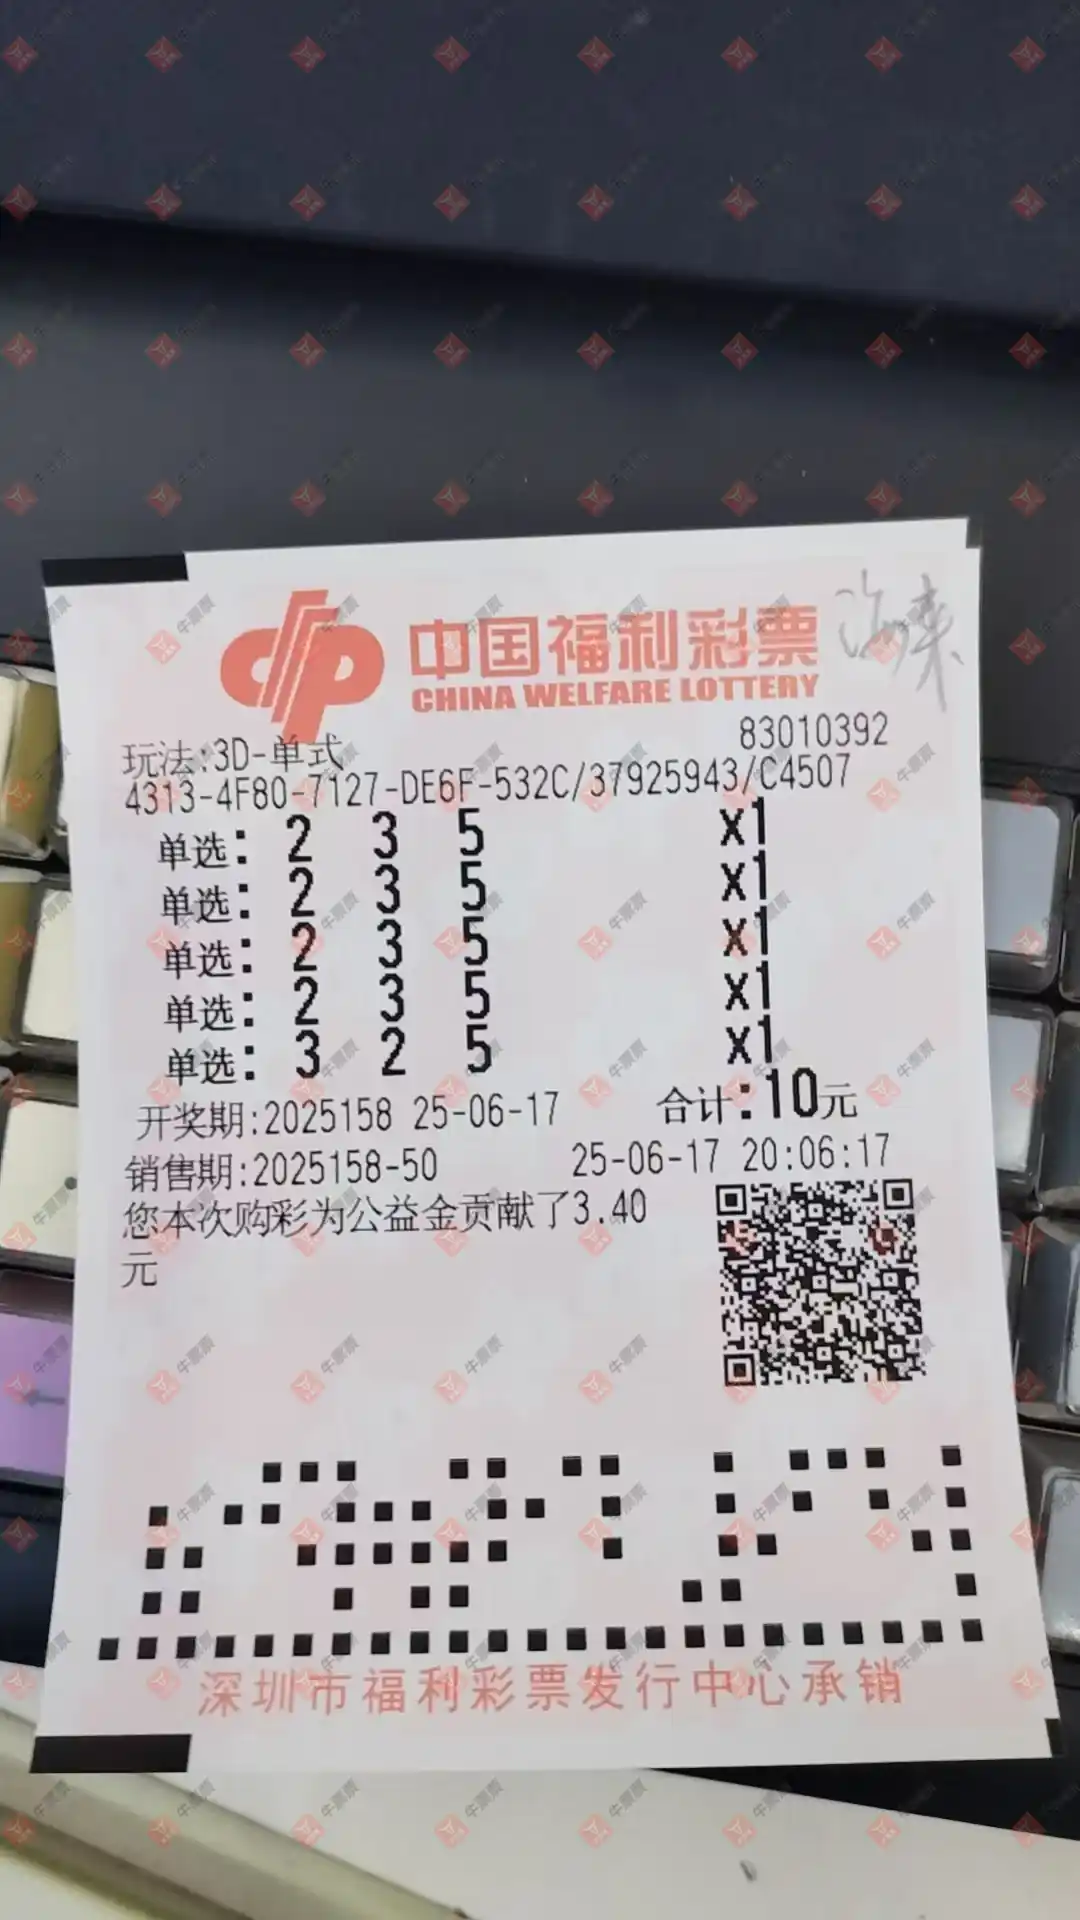 中国福利彩票
CHINA WELFARE LOTTERY
83010392
玩法:3D-单式
4313-4F80-7127-DE6F-532C/37925943/C4507
单选: 2 3 5 x1
单选: 2 3 5 x1
单选: 2 3 5 x1
单选: 2 3 5 x1
单选: 3 2 5 x1
开奖期:2025158 25-06-17 合计:10元
销售期:2025158-50 25-06-17 20:06:17
您本次购彩为公益金贡献了3.40
元
深圳市福利彩票发行中心承销
牛票票